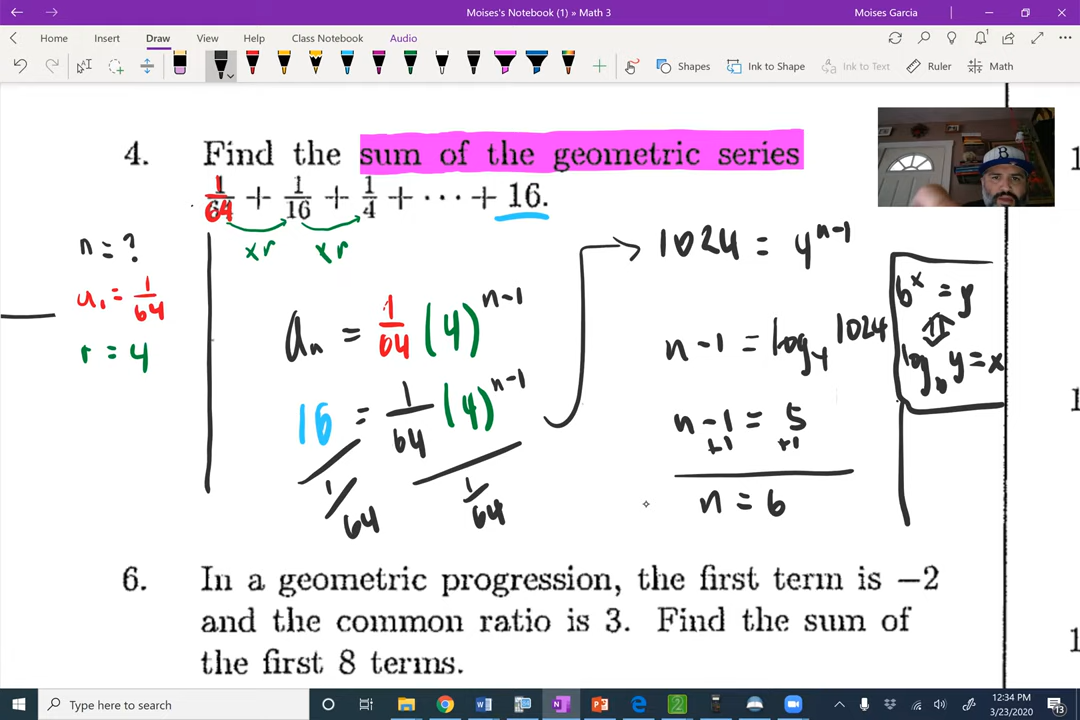 Moises's Notebook (1) » Math 3
Moises Garcia
Home Insert Draw View Help Class Notebook Audio
Shapes Ink to Shape Ink to Text Ruler Math
4. Find the sum of the geometric series
1/64 + 1/16 + 1/4 + ··· + 16.
xr xr
n = ?
a₁ = 1/64
r = 4
aₙ = 1/64 (4)^(n-1)
16 = 1/64 (4)^(n-1)
1/64 1/64
1024 = 4^(n-1)
n-1 = log₄ 1024
n-1 = 5
+1 +1
n = 6
b^x = y
log_b y = x
6. In a geometric progression, the first term is −2
and the common ratio is 3. Find the sum of
the first 8 terms.
Type here to search
12:34 PM
3/23/2020
13